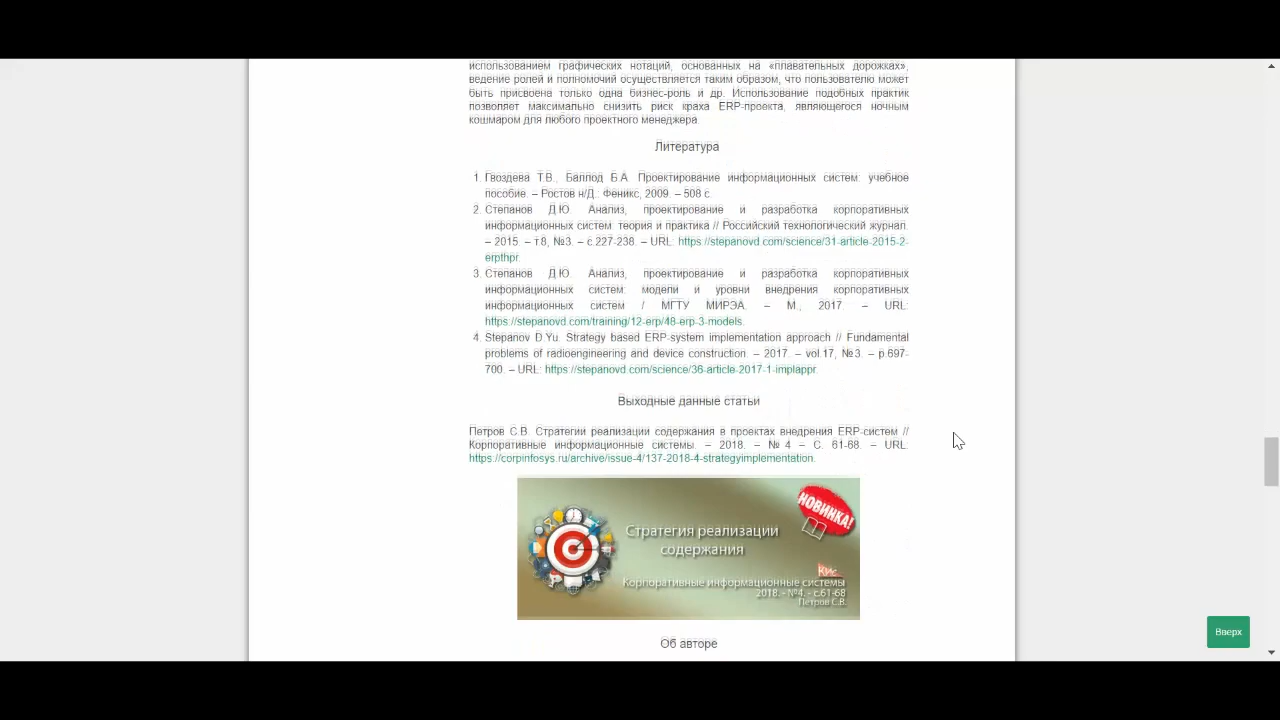 использованием графических нотаций, основанных на «плавательных дорожках»,
ведение ролей и полномочий осуществляется таким образом, что пользователю может
быть присвоена только одна бизнес-роль и др. Использование подобных практик
позволяет максимально снизить риск краха ERP-проекта, являющегося ночным
кошмаром для любого проектного менеджера.
Литература
1. Гвоздева Т.В., Баллод Б.А. Проектирование информационных систем: учебное
пособие. – Ростов н/Д.: Феникс, 2009. – 508 с.
2. Степанов Д.Ю. Анализ, проектирование и разработка корпоративных
информационных систем: теория и практика // Российский технологический журнал.
– 2015. – т.8, №3. – с.227-238. – URL: https://stepanovd.com/science/31-article-2015-2-
erpthpr.
3. Степанов Д.Ю. Анализ, проектирование и разработка корпоративных
информационных систем: модели и уровни внедрения корпоративных
информационных систем / МГТУ МИРЭА. – М., 2017. – URL:
https://stepanovd.com/training/12-erp/48-erp-3-models.
4. Stepanov D.Yu. Strategy based ERP-system implementation approach // Fundamental
problems of radioengineering and device construction. – 2017. – vol.17, №3. – p.697-
700. – URL: https://stepanovd.com/science/36-article-2017-1-implappr.
Выходные данные статьи
Петров С.В. Стратегии реализации содержания в проектах внедрения ERP-систем //
Корпоративные информационные системы. – 2018. – № 4 – С. 61-68. – URL:
https://corpinfosys.ru/archive/issue-4/137-2018-4-strategyimplementation.
НОВИНКА!
Стратегия реализации
содержания
КИС
Корпоративные информационные системы
2018. - №4. - с.61-68
Петров С.В.
Об авторе
Вверх